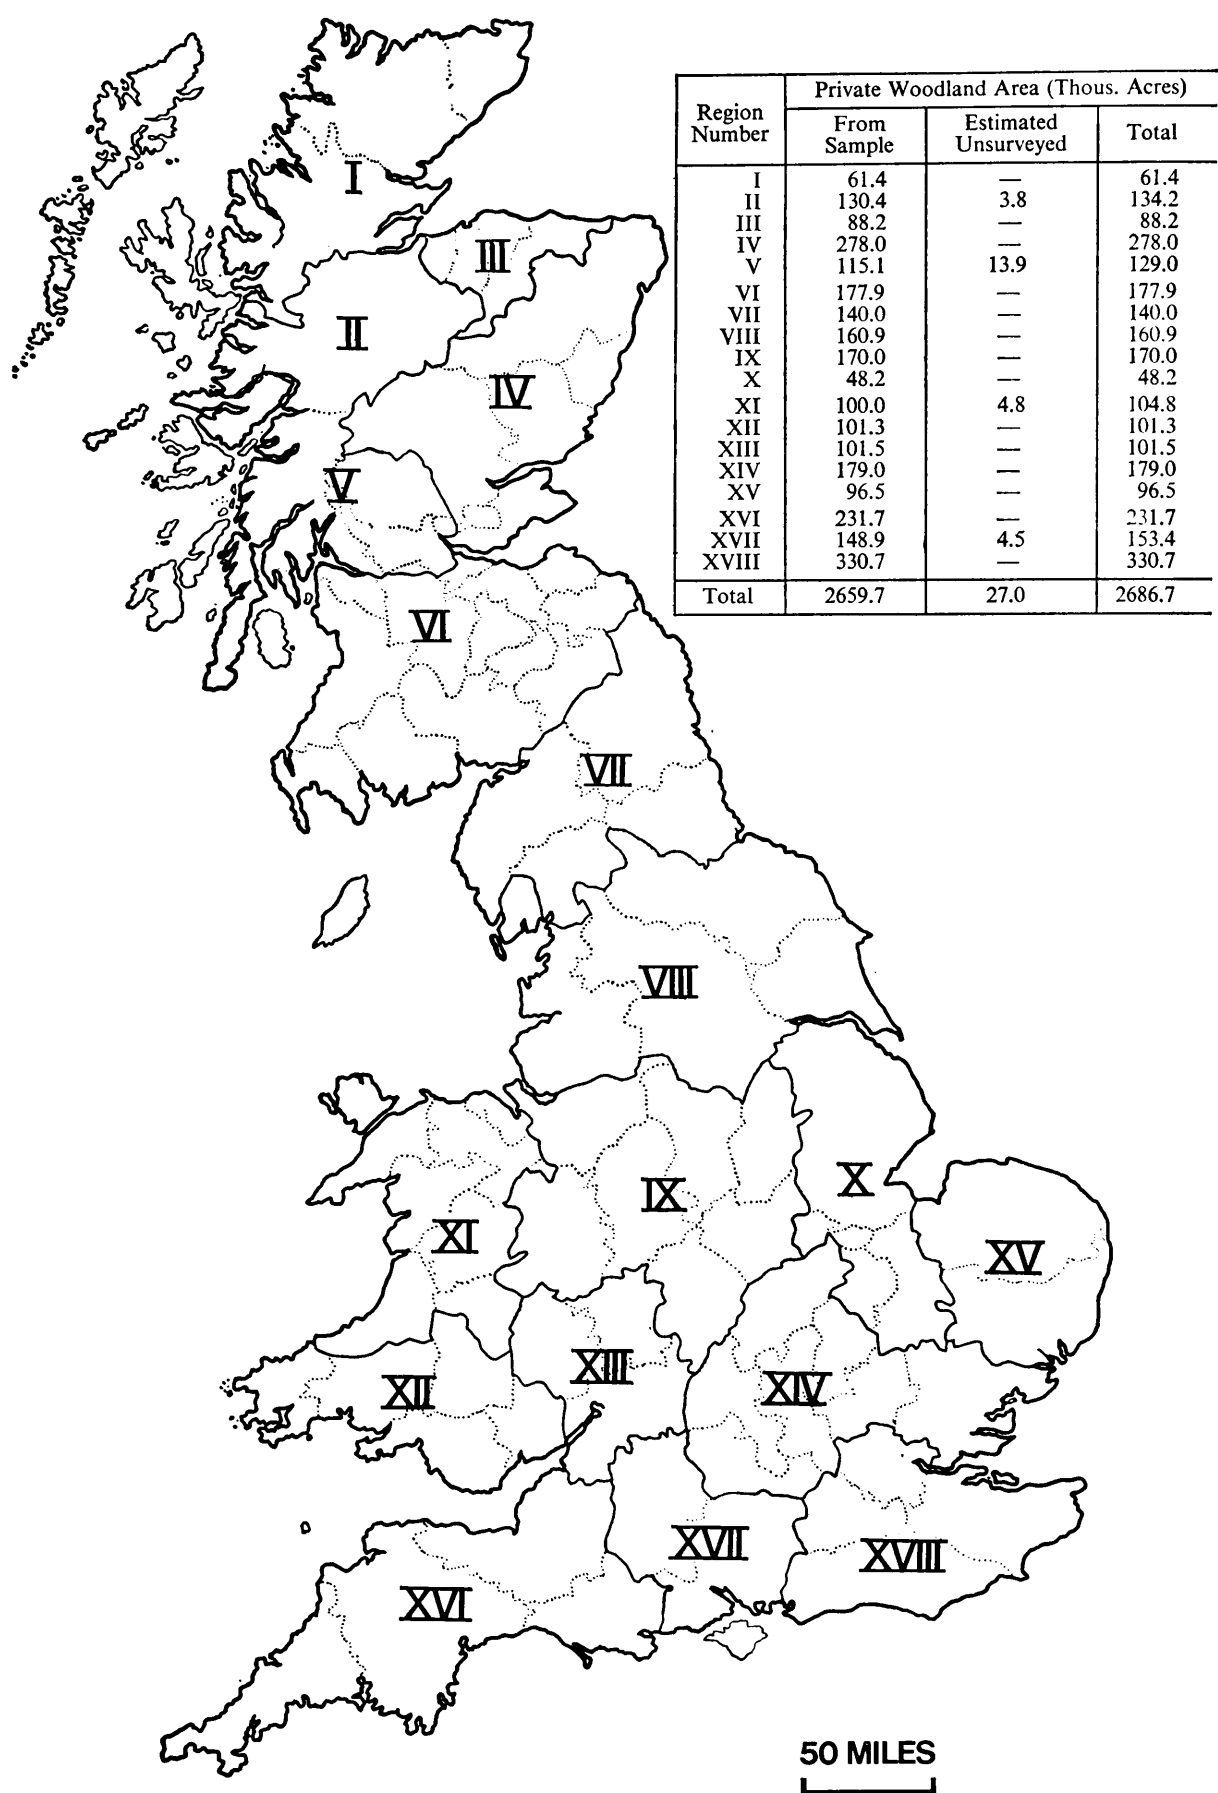 Private Woodland Area (Thous. Acres)
Region Number From Sample Estimated Unsurveyed Total
I 61.4 — 61.4
II 130.4 3.8 134.2
III 88.2 — 88.2
IV 278.0 — 278.0
V 115.1 13.9 129.0
VI 177.9 — 177.9
VII 140.0 — 140.0
VIII 160.9 — 160.9
IX 170.0 — 170.0
X 48.2 — 48.2
XI 100.0 4.8 104.8
XII 101.3 — 101.3
XIII 101.5 — 101.5
XIV 179.0 — 179.0
XV 96.5 — 96.5
XVI 231.7 — 231.7
XVII 148.9 4.5 153.4
XVIII 330.7 — 330.7
Total 2659.7 27.0 2686.7
I
III
II
IV
V
VI
VII
VIII
X
IX
XI
XV
XIII
XII
XIV
XVII
XVIII
XVI
50 MILES